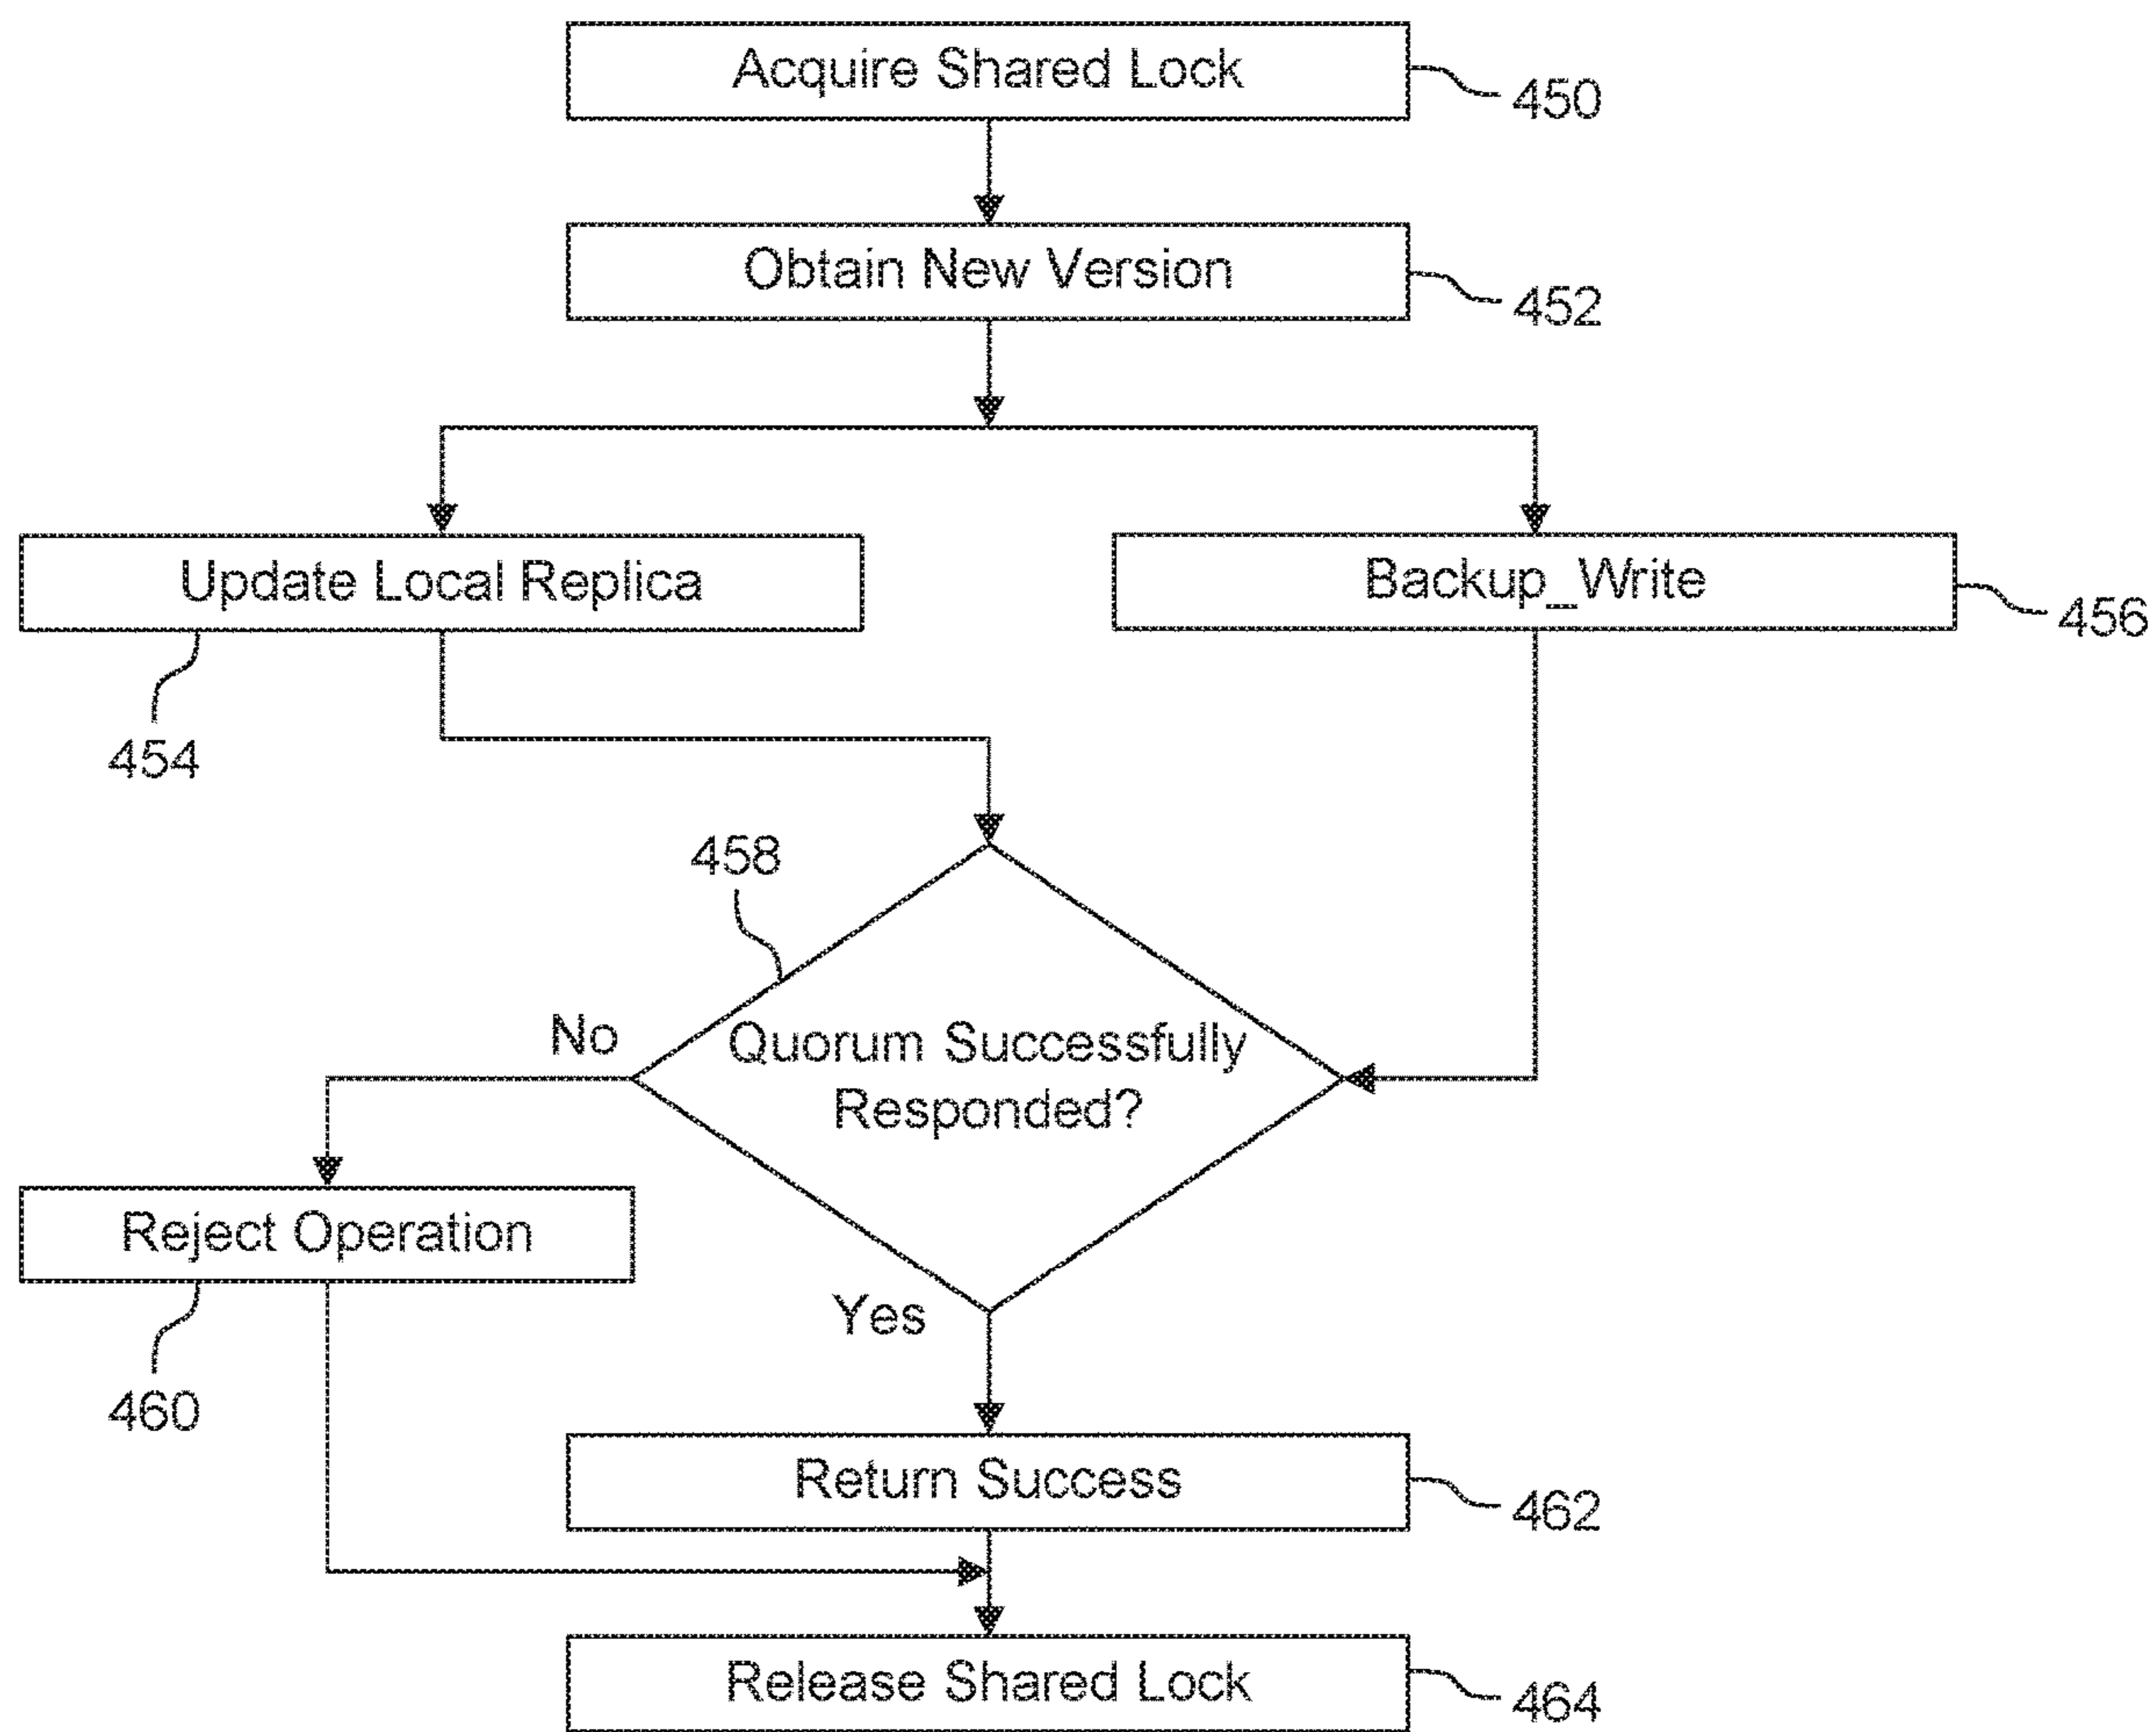 Acquire Shared Lock
450
Obtain New Version
452
Update Local Replica
454
Backup_Write
456
458
Quorum Successfully
Responded?
No
Yes
Reject Operation
460
Return Success
462
Release Shared Lock
464